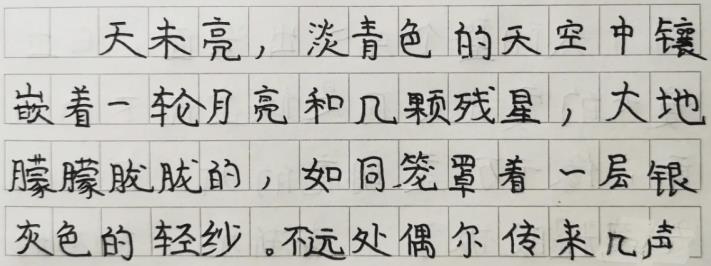 天未亮，淡青色的天空中镶
嵌着一轮月亮和几颗残星，大地
朦朦胧胧的，如同笼罩着一层银
灰色的轻纱。不远处偶尔传来几声